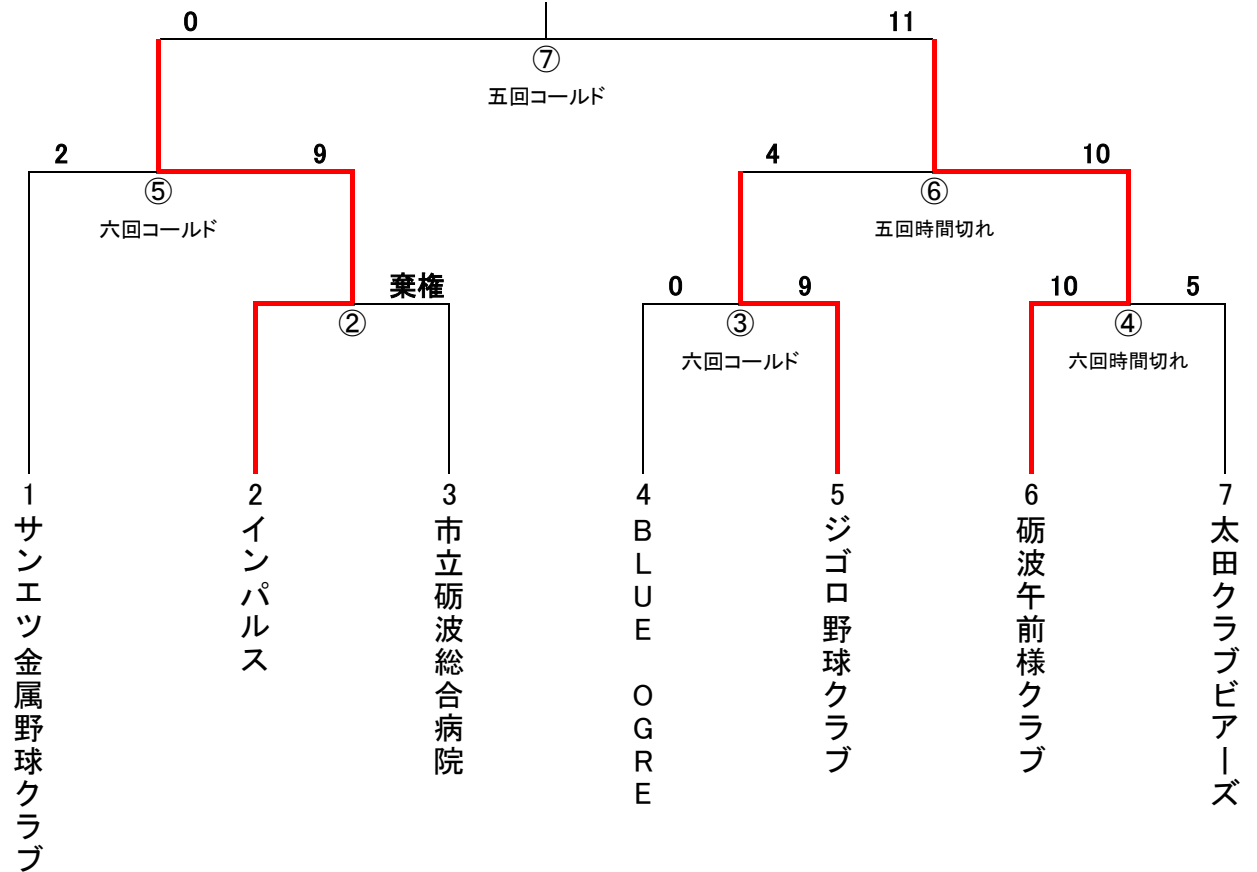 0 11
⑦
五回コールド
2 9 4 10
⑤ ⑥
六回コールド 五回時間切れ
棄権 0 9 10 5
② ③ ④
六回コールド 六回時間切れ
1 2 3 4 5 6 7
サンエツ金属野球クラブ
インパルス
市立砺波総合病院
BLUE OGRE
ジゴロ野球クラブ
砺波午前様クラブ
太田クラブビアーズ